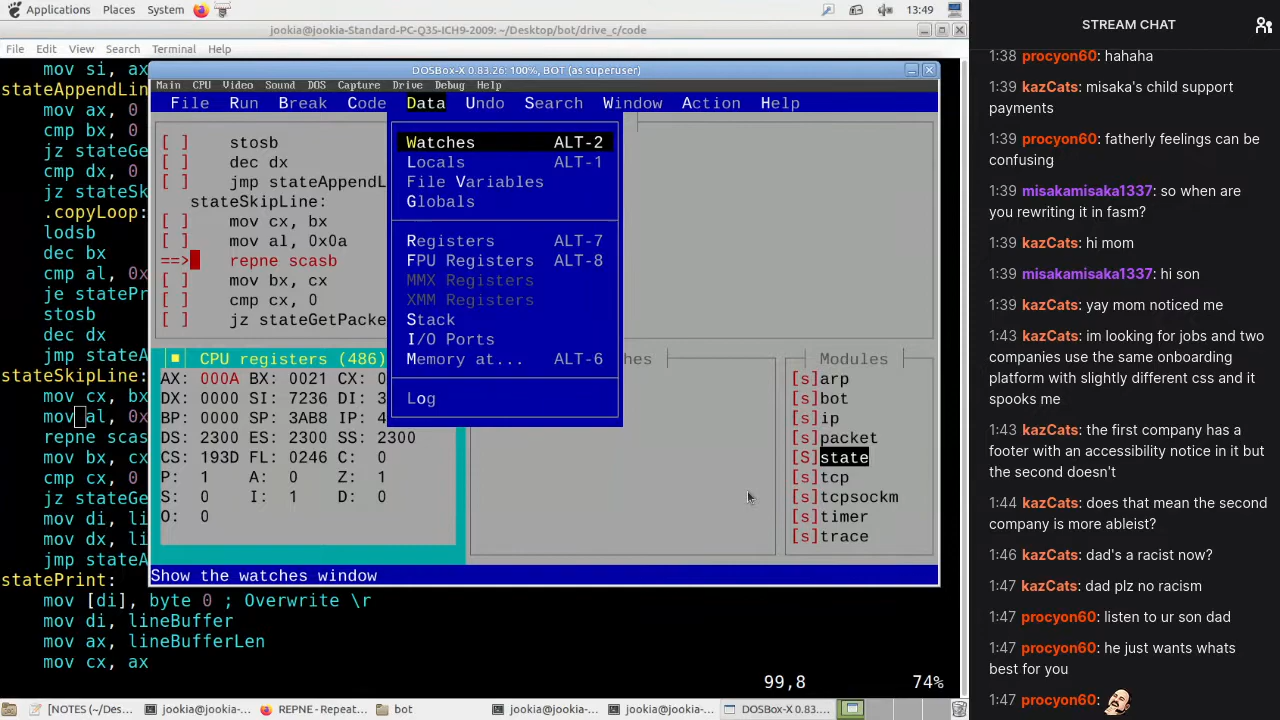 Applications Places System 13:49
jookia@jookia-Standard-PC-Q35-ICH9-2009: ~/Desktop/bot/drive_c/code
File Edit View Search Terminal Help
mov si, ax
stateAppendLin
mov ax, 0
cmp bx, 0
jz stateGe
cmp dx, 0
jz stateSk
.copyLoop:
lodsb
dec bx
cmp al, 0x
je statePr
stosb
dec dx
jmp stateA
stateSkipLine:
mov cx, bx
mov al, 0x
repne scas
mov bx, cx
cmp cx, 0
jz stateGe
mov di, li
mov dx, li
jmp stateA
statePrint:
mov [di], byte 0 ; Overwrite \r
mov di, lineBuffer
mov ax, lineBufferLen
mov cx, ax
99,8 74%
DOSBox-X 0.83.26: 100%, BOT (as superuser)
Main CPU Video Sound DOS Capture Drive Debug Help
File Run Break Code Data Undo Search Window Action Help
[ ] stosb
[ ] dec dx
[ ] jmp stateAppendL
stateSkipLine:
[ ] mov cx, bx
[ ] mov al, 0x0a
==> repne scasb
[ ] mov bx, cx
[ ] cmp cx, 0
[ ] jz stateGetPacke
Watches ALT-2
Locals ALT-1
File Variables
Globals
Registers ALT-7
FPU Registers ALT-8
MMX Registers
XMM Registers
Stack
I/O Ports
Memory at... ALT-6
Log
CPU registers (486)
AX: 000A BX: 0021 CX: 0
DX: 0000 SI: 7236 DI: 3
BP: 0000 SP: 3AB8 IP: 4
DS: 2300 ES: 2300 SS: 2300
CS: 193D FL: 0246 C: 0
P: 1 A: 0 Z: 1
S: 0 I: 1 D: 0
O: 0
hes
Modules
[s]arp
[s]bot
[s]ip
[s]packet
[S]state
[s]tcp
[s]tcpsockm
[s]timer
[s]trace
Show the watches window
[NOTES (~/Des... jookia@jookia-... REPNE - Repeat... bot jookia@jookia-... jookia@jookia-... DOSBox-X 0.83....
STREAM CHAT
1:38 procyon60: hahaha
1:39 kazCats: misaka's child support
payments
1:39 procyon60: fatherly feelings can be
confusing
1:39 misakamisaka1337: so when are
you rewriting it in fasm?
1:39 kazCats: hi mom
1:39 misakamisaka1337: hi son
1:39 kazCats: yay mom noticed me
1:43 kazCats: im looking for jobs and two
companies use the same onboarding
platform with slightly different css and it
spooks me
1:43 kazCats: the first company has a
footer with an accessibility notice in it but
the second doesn't
1:44 kazCats: does that mean the second
company is more ableist?
1:46 kazCats: dad's a racist now?
1:47 kazCats: dad plz no racism
1:47 procyon60: listen to ur son dad
1:47 procyon60: he just wants whats
best for you
1:47 procyon60: